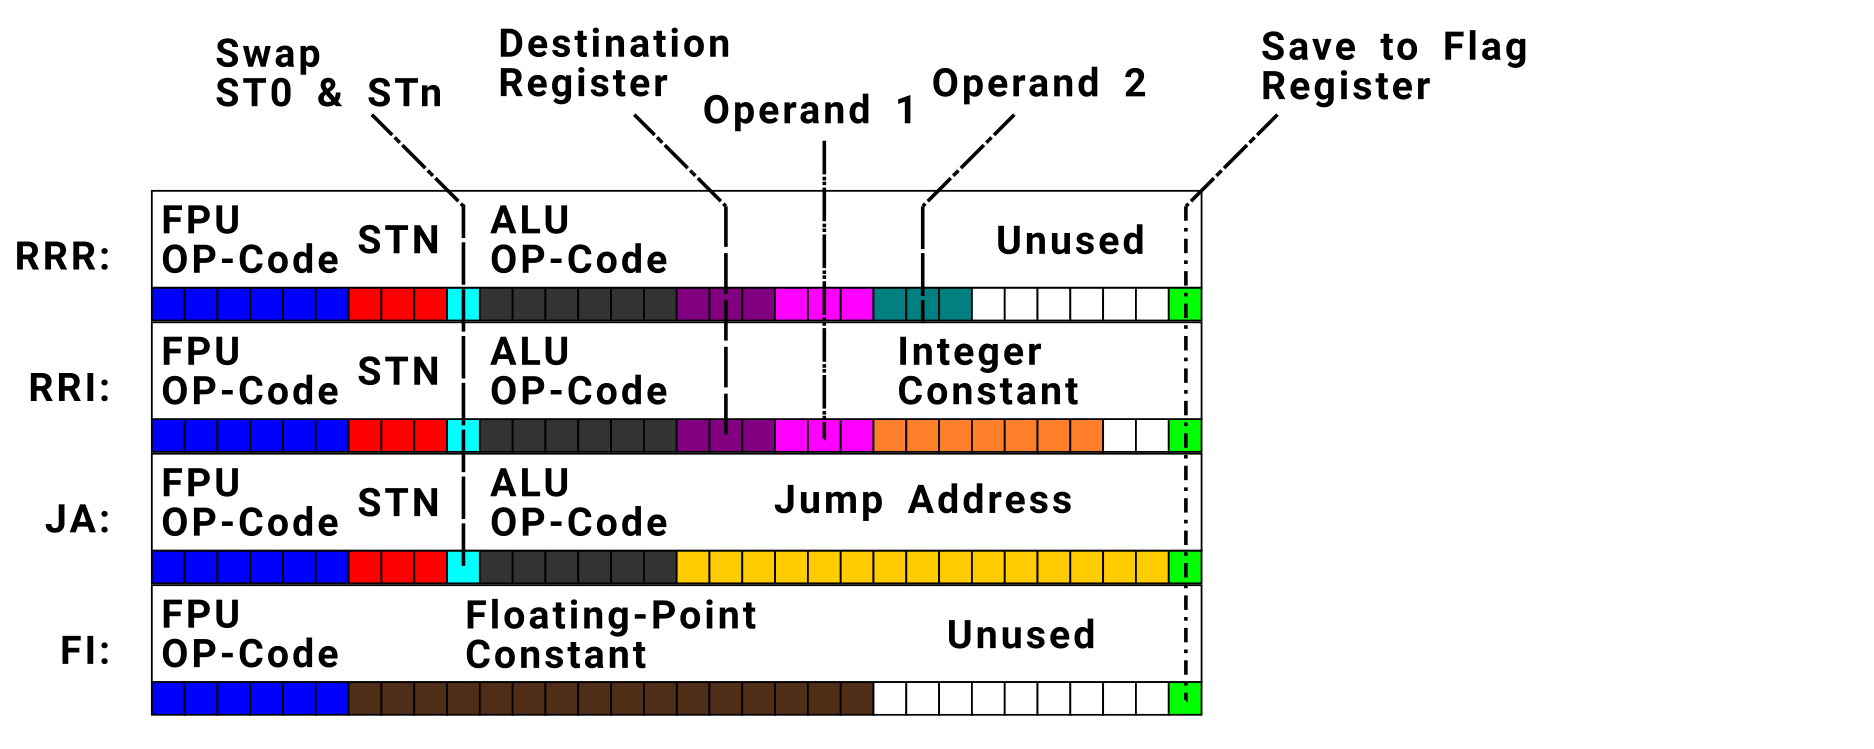 Swap
ST0 & STn
Destination
Register
Operand 1
Operand 2
Save to Flag
Register
RRR:
FPU
OP-Code
STN
ALU
OP-Code
Unused
RRI:
FPU
OP-Code
STN
ALU
OP-Code
Integer
Constant
JA:
FPU
OP-Code
STN
ALU
OP-Code
Jump Address
FI:
FPU
OP-Code
Floating-Point
Constant
Unused